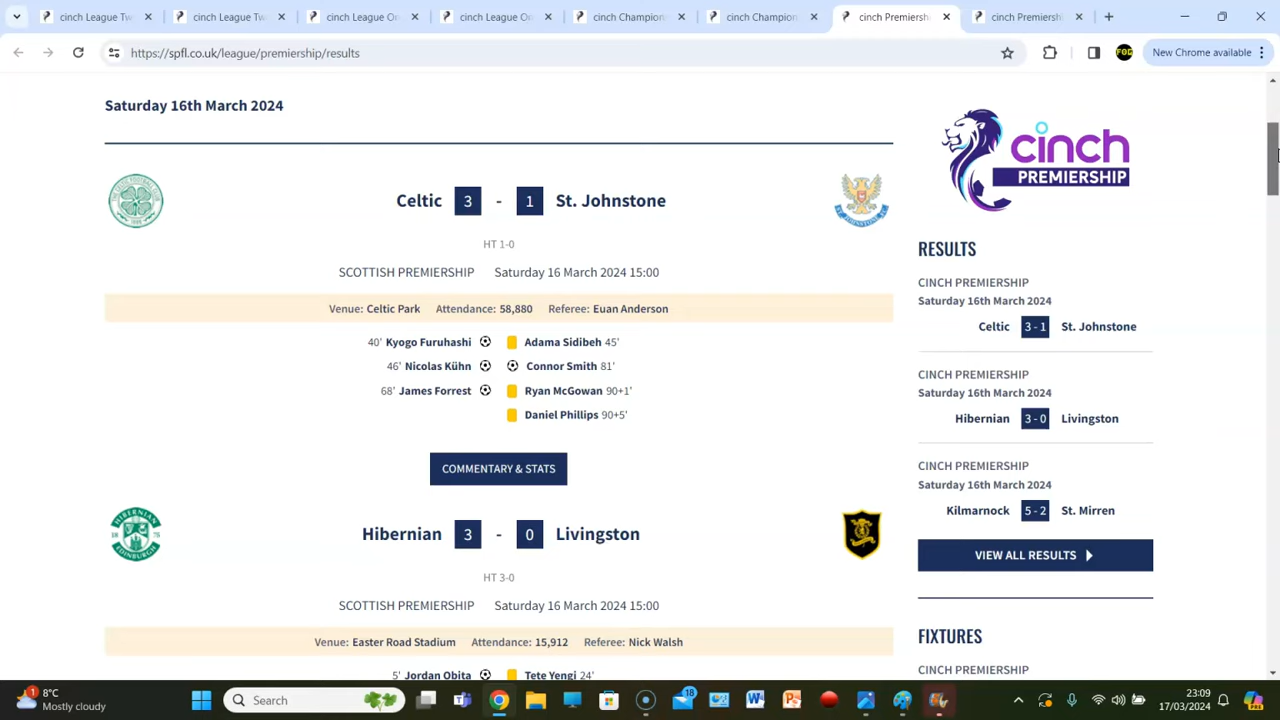 cinch League Tw
cinch League Tw
cinch League O
cinch League O
cinch Champion
cinch Champion
cinch Premiersh
cinch Premiersh
https://spfl.co.uk/league/premiership/results
FOG
New Chrome available
Saturday 16th March 2024
Celtic 3 - 1 St. Johnstone
HT 1-0
SCOTTISH PREMIERSHIP Saturday 16 March 2024 15:00
Venue: Celtic Park Attendance: 58,880 Referee: Euan Anderson
40' Kyogo Furuhashi Adama Sidibeh 45'
46' Nicolas Kühn Connor Smith 81'
68' James Forrest Ryan McGowan 90+1'
Daniel Phillips 90+5'
COMMENTARY & STATS
HIBERNIAN
18 75
EDINBURGH
Hibernian 3 - 0 Livingston
HT 3-0
SCOTTISH PREMIERSHIP Saturday 16 March 2024 15:00
Venue: Easter Road Stadium Attendance: 15,912 Referee: Nick Walsh
5' Jordan Obita Tete Yengi 24'
cinch
PREMIERSHIP
RESULTS
CINCH PREMIERSHIP
Saturday 16th March 2024
Celtic 3 - 1 St. Johnstone
CINCH PREMIERSHIP
Saturday 16th March 2024
Hibernian 3 - 0 Livingston
CINCH PREMIERSHIP
Saturday 16th March 2024
Kilmarnock 5 - 2 St. Mirren
VIEW ALL RESULTS
FIXTURES
CINCH PREMIERSHIP
1
8°C
Mostly cloudy
Search
18
23:09
17/03/2024